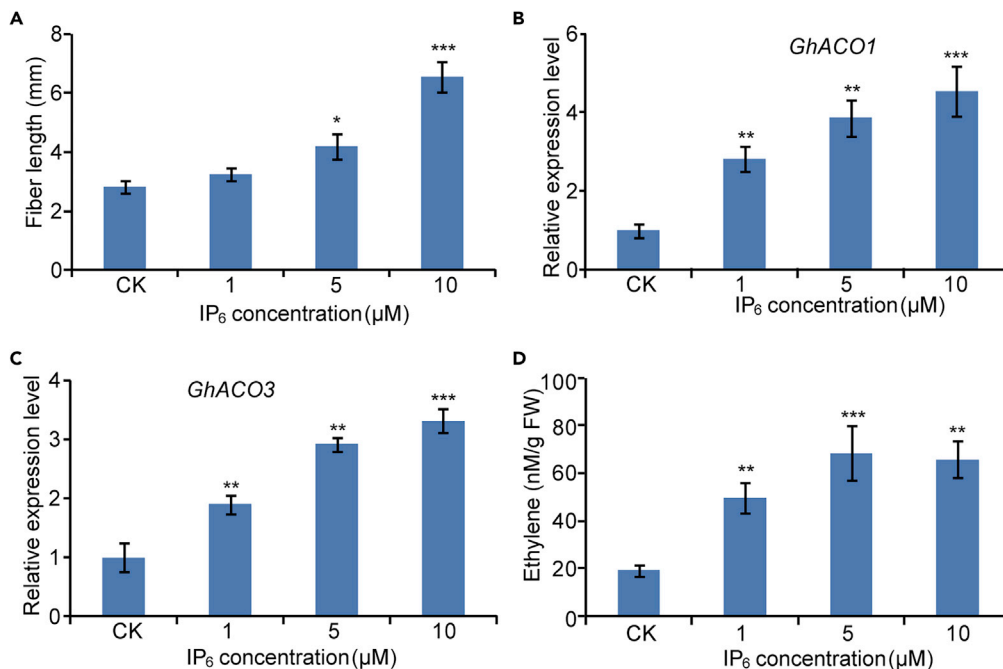 A
Fiber length (mm)
8
6
4
2
0
*
***
CK 1 5 10
IP₆ concentration (µM)
B
GhACO1
Relative expression level
6
4
2
0
**
**
***
CK 1 5 10
IP₆ concentration (µM)
C
GhACO3
Relative expression level
4
3
2
1
0
**
**
***
CK 1 5 10
IP₆ concentration (µM)
D
Ethylene (nM/g FW)
100
80
60
40
20
0
**
***
**
CK 1 5 10
IP₆ concentration (µM)